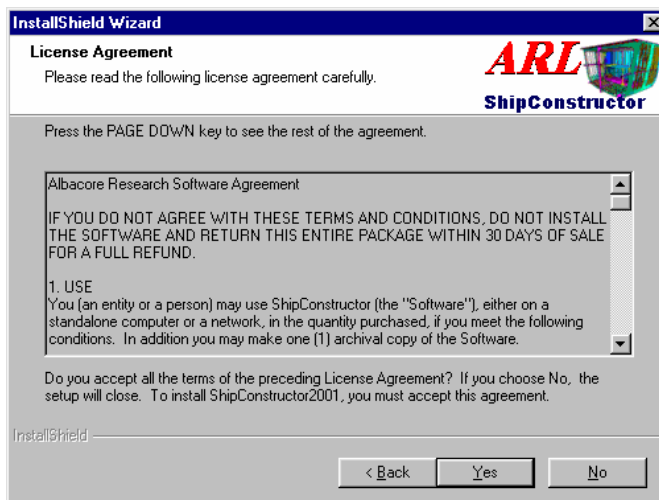 InstallShield Wizard
License Agreement
Please read the following license agreement carefully.
ARL
ShipConstructor
Press the PAGE DOWN key to see the rest of the agreement.
Albacore Research Software Agreement
IF YOU DO NOT AGREE WITH THESE TERMS AND CONDITIONS, DO NOT INSTALL
THE SOFTWARE AND RETURN THIS ENTIRE PACKAGE WITHIN 30 DAYS OF SALE
FOR A FULL REFUND.
1. USE
You (an entity or a person) may use ShipConstructor (the "Software"), either on a
standalone computer or a network, in the quantity purchased, if you meet the following
conditions. In addition you may make one (1) archival copy of the Software.
Do you accept all the terms of the preceding License Agreement? If you choose No, the
setup will close. To install ShipConstructor2001, you must accept this agreement.
InstallShield
< Back
Yes
No